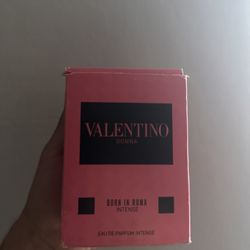 VALENTINO
DONNA
BORN IN ROMA
INTENSE
EAU DE PARFUM INTENSE